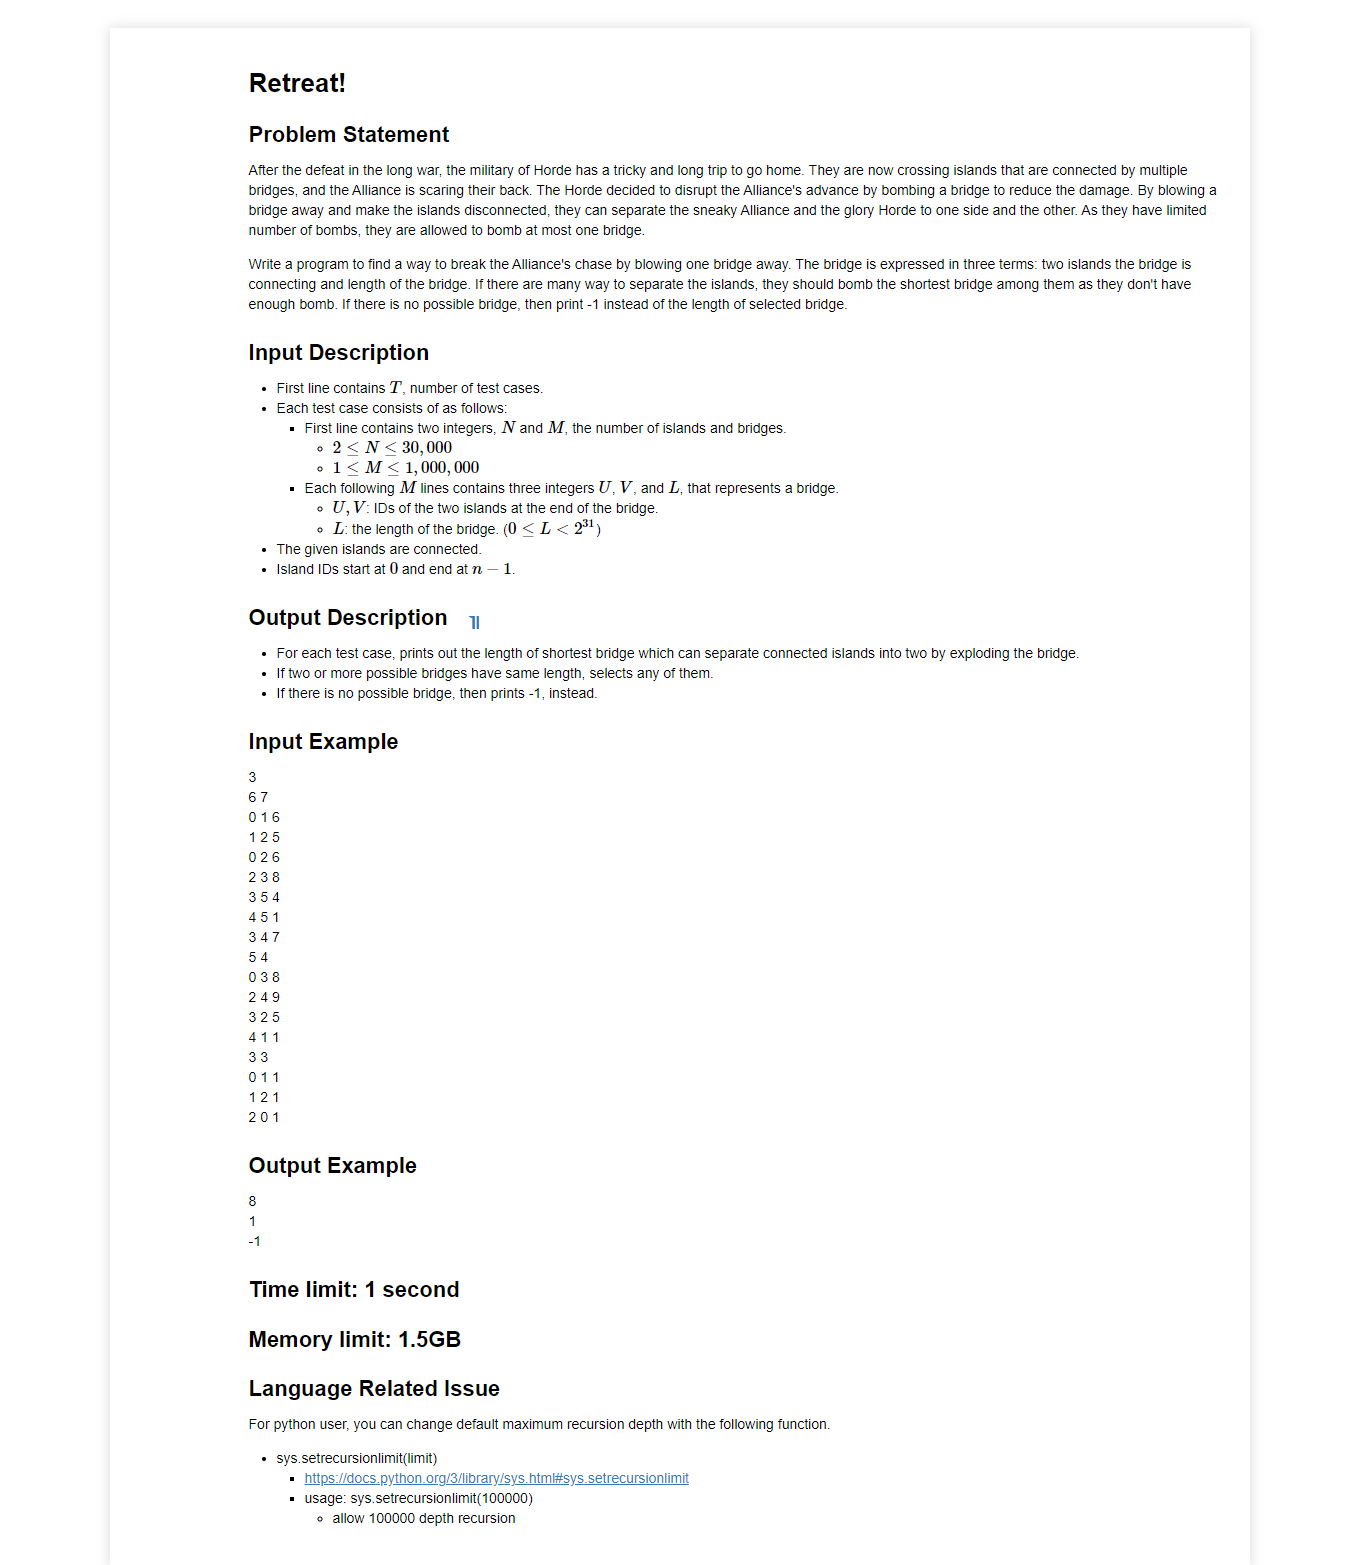 Retreat!
Problem Statement
After the defeat in the long war, the military of Horde has a tricky and long trip to go home. They are now crossing islands that are connected by multiple
bridges, and the Alliance is scaring their back. The Horde decided to disrupt the Alliance's advance by bombing a bridge to reduce the damage. By blowing a
bridge away and make the islands disconnected, they can separate the sneaky Alliance and the glory Horde to one side and the other. As they have limited
number of bombs, they are allowed to bomb at most one bridge.
Write a program to find a way to break the Alliance's chase by blowing one bridge away. The bridge is expressed in three terms: two islands the bridge is
connecting and length of the bridge. If there are many way to separate the islands, they should bomb the shortest bridge among them as they don't have
enough bomb. If there is no possible bridge, then print -1 instead of the length of selected bridge.
Input Description
• First line contains T, number of test cases.
• Each test case consists of as follows:
▪ First line contains two integers, N and M, the number of islands and bridges.
◦ 2 ≤ N ≤ 30,000
◦ 1 ≤ M ≤ 1,000,000
▪ Each following M lines contains three integers U, V, and L, that represents a bridge.
◦ U, V: IDs of the two islands at the end of the bridge.
◦ L: the length of the bridge. (0 ≤ L < 2³¹)
• The given islands are connected.
• Island IDs start at 0 and end at n − 1.
Output Description
• For each test case, prints out the length of shortest bridge which can separate connected islands into two by exploding the bridge.
• If two or more possible bridges have same length, selects any of them.
• If there is no possible bridge, then prints -1, instead.
Input Example
3
6 7
0 1 6
1 2 5
0 2 6
2 3 8
3 5 4
4 5 1
3 4 7
5 4
0 3 8
2 4 9
3 2 5
4 1 1
3 3
0 1 1
1 2 1
2 0 1
Output Example
8
1
-1
Time limit: 1 second
Memory limit: 1.5GB
Language Related Issue
For python user, you can change default maximum recursion depth with the following function.
• sys.setrecursionlimit(limit)
▪ https://docs.python.org/3/library/sys.html#sys.setrecursionlimit
▪ usage: sys.setrecursionlimit(100000)
◦ allow 100000 depth recursion